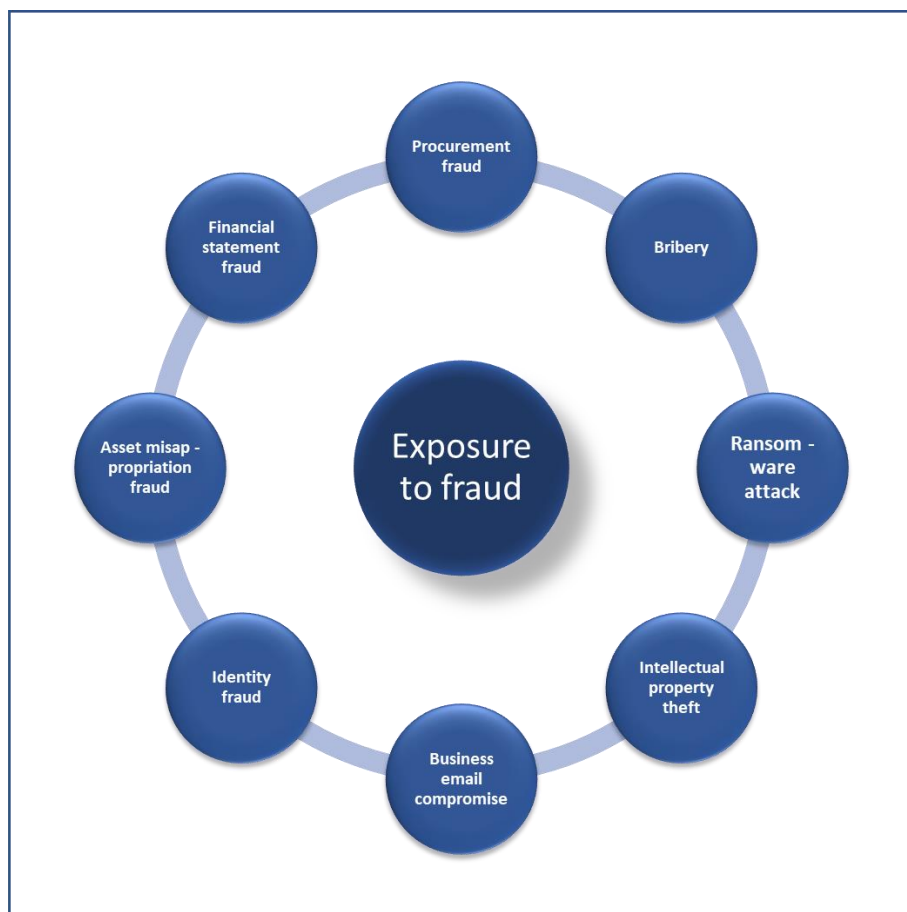 Procurement
fraud
Bribery
Ransom -
ware
attack
Intellectual
property
theft
Business
email
compromise
Identity
fraud
Asset misap -
propriation
fraud
Financial
statement
fraud
Exposure
to fraud